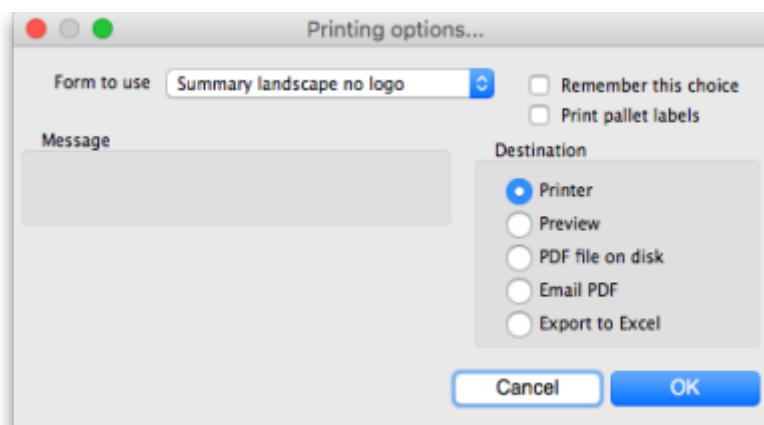 Printing options...
Form to use Summary landscape no logo
Remember this choice
Print pallet labels
Message
Destination
Printer
Preview
PDF file on disk
Email PDF
Export to Excel
Cancel OK